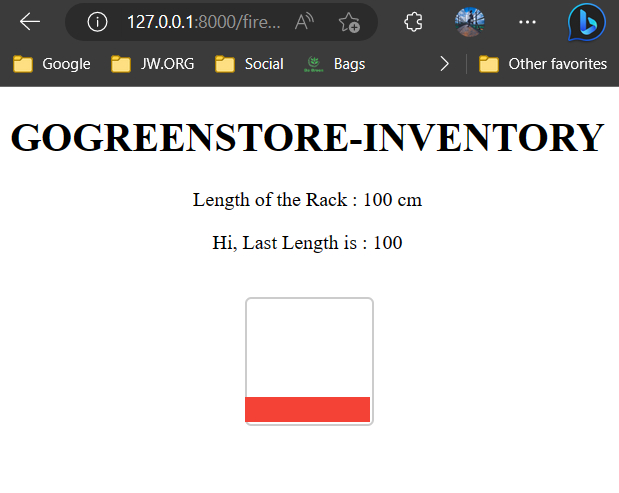 127.0.0.1:8000/fire...
Google JW.ORG Social Bags Other favorites
GOGREENSTORE-INVENTORY
Length of the Rack : 100 cm
Hi, Last Length is : 100